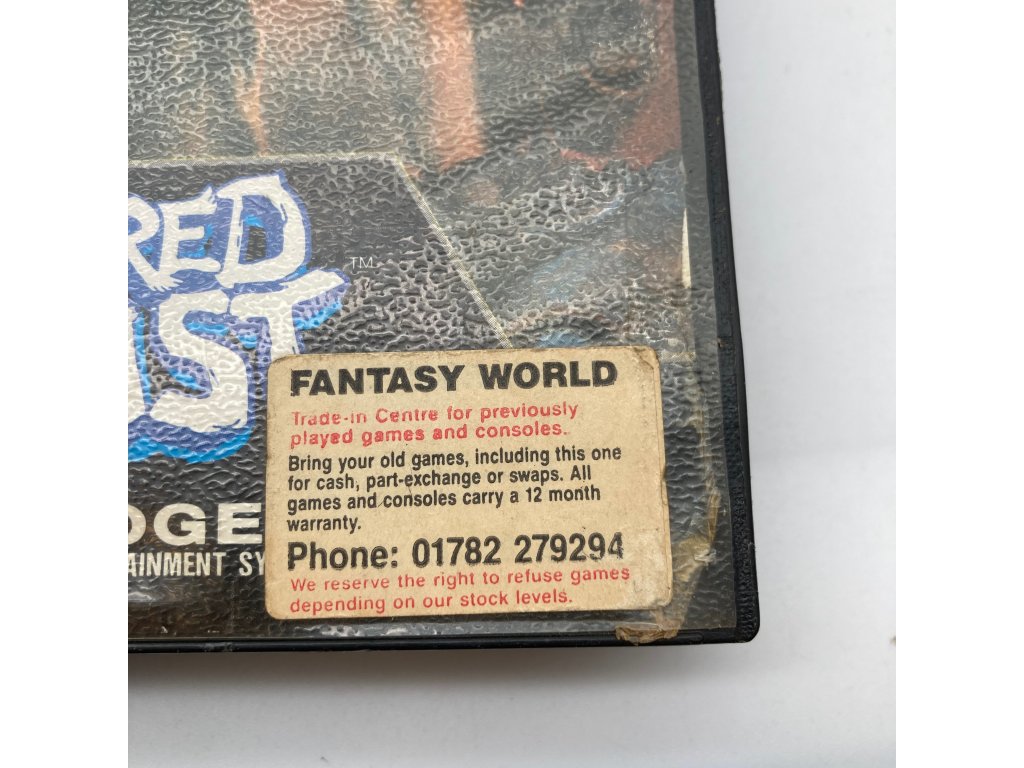 RED
TM
UST
FANTASY WORLD
Trade-in Centre for previously
played games and consoles.
Bring your old games, including this one
for cash, part-exchange or swaps. All
games and consoles carry a 12 month
warranty.
DGE
Phone: 01782 279294
AINMENT SY
We reserve the right to refuse games
depending on our stock levels.